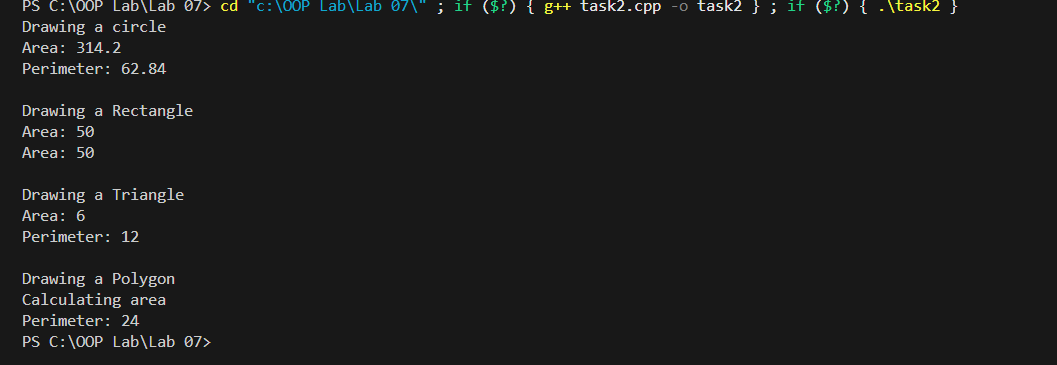 PS C:\OOP Lab\Lab 07> cd "c:\OOP Lab\Lab 07\" ; if ($?) { g++ task2.cpp -o task2 } ; if ($?) { .\task2 }
Drawing a circle
Area: 314.2
Perimeter: 62.84
Drawing a Rectangle
Area: 50
Area: 50
Drawing a Triangle
Area: 6
Perimeter: 12
Drawing a Polygon
Calculating area
Perimeter: 24
PS C:\OOP Lab\Lab 07>